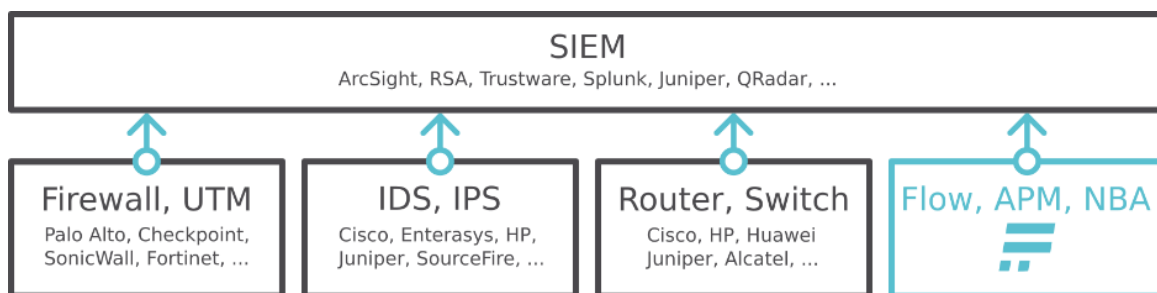 SIEM
ArcSight, RSA, Trustware, Splunk, Juniper, QRadar, ...
Firewall, UTM
Palo Alto, Checkpoint,
SonicWall, Fortinet, ...
IDS, IPS
Cisco, Enterasys, HP,
Juniper, SourceFire, ...
Router, Switch
Cisco, HP, Huawei
Juniper, Alcatel, ...
Flow, APM, NBA